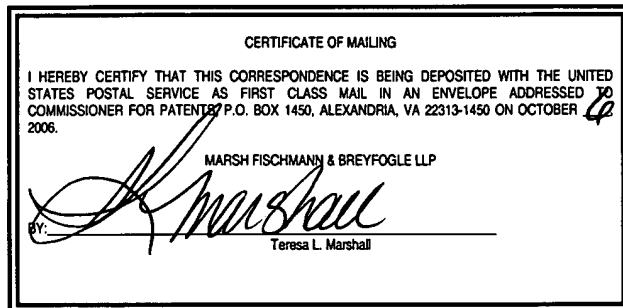 CERTIFICATE OF MAILING
I HEREBY CERTIFY THAT THIS CORRESPONDENCE IS BEING DEPOSITED WITH THE UNITED
STATES POSTAL SERVICE AS FIRST CLASS MAIL IN AN ENVELOPE ADDRESSED TO
COMMISSIONER FOR PATENTS, P.O. BOX 1450, ALEXANDRIA, VA 22313-1450 ON OCTOBER 6
2006.
MARSH FISCHMANN & BREYFOGLE LLP
BY: Marshall
Teresa L. Marshall